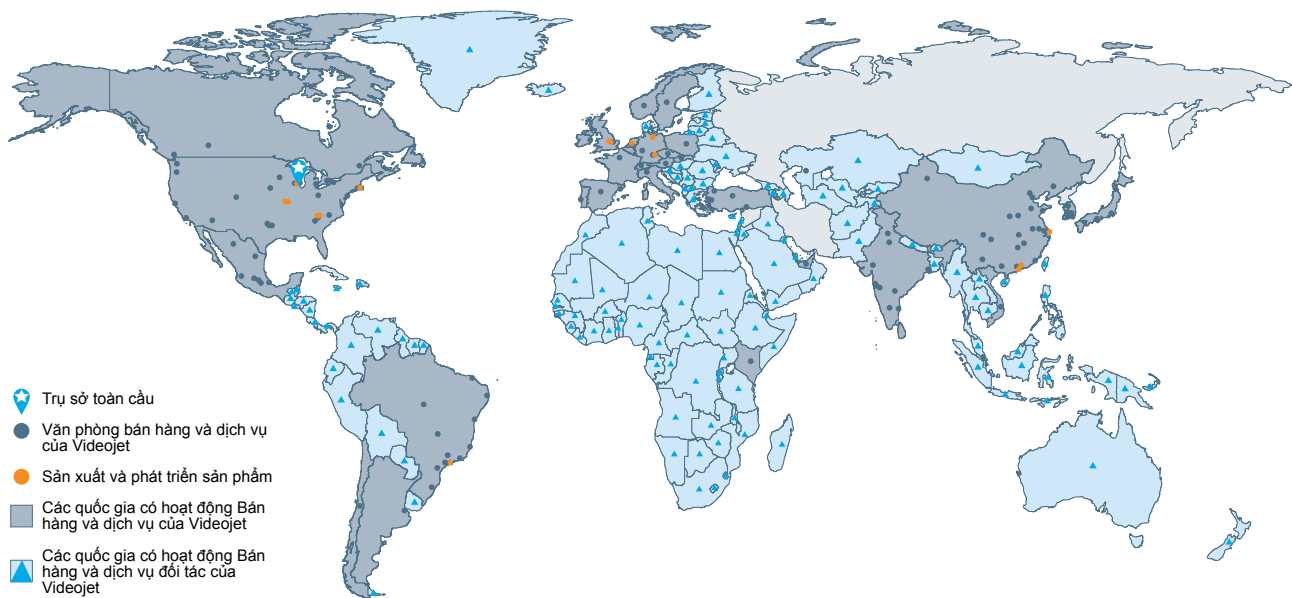 Trụ sở toàn cầu
Văn phòng bán hàng và dịch vụ
của Videojet
Sản xuất và phát triển sản phẩm
Các quốc gia có hoạt động Bán
hàng và dịch vụ của Videojet
Các quốc gia có hoạt động Bán
hàng và dịch vụ đối tác của
Videojet